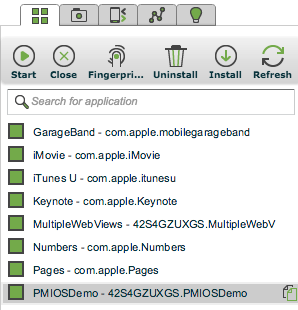 Start Close Fingerpri... Uninstall Install Refresh
Search for application
GarageBand - com.apple.mobilegarageband
iMovie - com.apple.iMovie
iTunes U - com.apple.itunesu
Keynote - com.apple.Keynote
MultipleWebViews - 42S4GZUXGS.MultipleWebV
Numbers - com.apple.Numbers
Pages - com.apple.Pages
PMIOSDemo - 42S4GZUXGS.PMIOSDemo